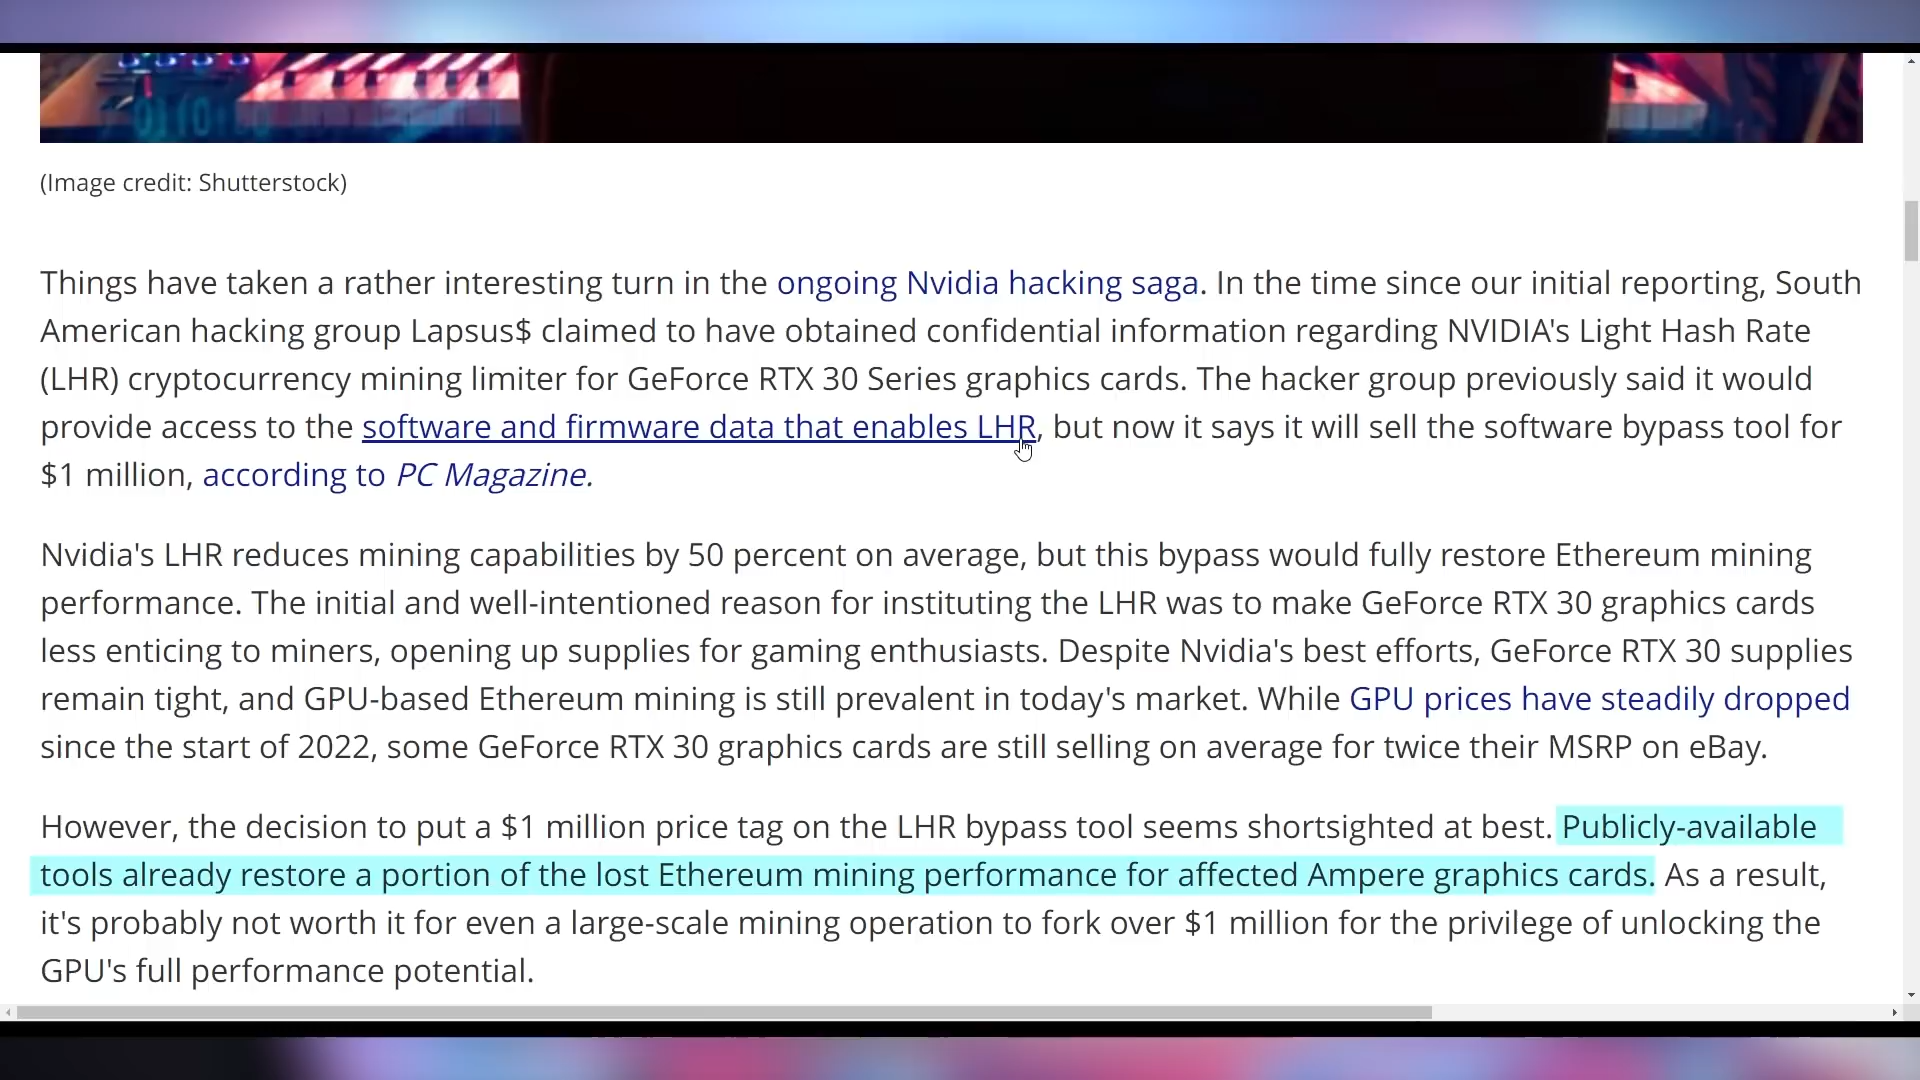 (Image credit: Shutterstock)
Things have taken a rather interesting turn in the ongoing Nvidia hacking saga. In the time since our initial reporting, South
American hacking group Lapsus$ claimed to have obtained confidential information regarding NVIDIA's Light Hash Rate
(LHR) cryptocurrency mining limiter for GeForce RTX 30 Series graphics cards. The hacker group previously said it would
provide access to the software and firmware data that enables LHR, but now it says it will sell the software bypass tool for
$1 million, according to PC Magazine.
Nvidia's LHR reduces mining capabilities by 50 percent on average, but this bypass would fully restore Ethereum mining
performance. The initial and well-intentioned reason for instituting the LHR was to make GeForce RTX 30 graphics cards
less enticing to miners, opening up supplies for gaming enthusiasts. Despite Nvidia's best efforts, GeForce RTX 30 supplies
remain tight, and GPU-based Ethereum mining is still prevalent in today's market. While GPU prices have steadily dropped
since the start of 2022, some GeForce RTX 30 graphics cards are still selling on average for twice their MSRP on eBay.
However, the decision to put a $1 million price tag on the LHR bypass tool seems shortsighted at best. Publicly-available
tools already restore a portion of the lost Ethereum mining performance for affected Ampere graphics cards. As a result,
it's probably not worth it for even a large-scale mining operation to fork over $1 million for the privilege of unlocking the
GPU's full performance potential.